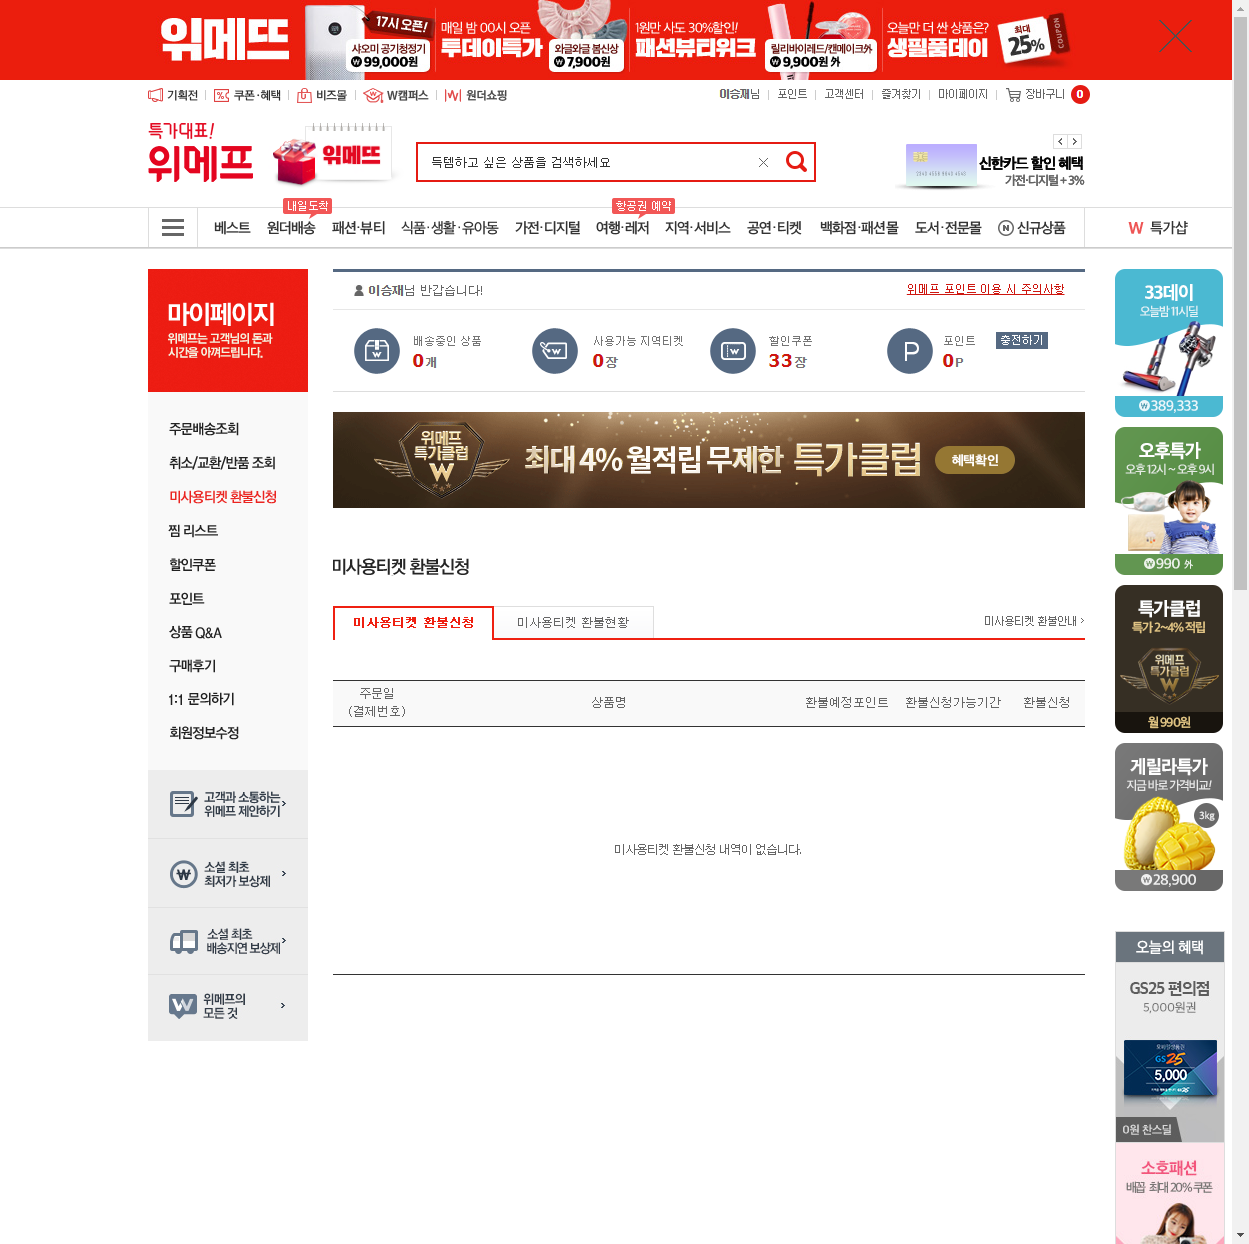 위메뜨
17시 오픈!
샤오미 공기청정기
₩99,000원
매일 밤 00시 오픈
투데이특가
와글와글 봄신상
₩7,900원
1원만 사도 30%할인!
패션뷰티위크
릴리바이레드/캔메이크外
₩9,900원 外
오늘만 더 싼 상품은?
생필품데이
최대
25%
COUPON
기획전
쿠폰·혜택
비즈몰
W캠퍼스
원더쇼핑
이승재님
포인트
고객센터
즐겨찾기
마이페이지
장바구니
0
특가대표!
위메프
위메뜨
득템하고 싶은 상품을 검색하세요
신한카드 할인 혜택
가전·디지털 +3%
내일도착
항공권 예약
베스트
원더배송
패션·뷰티
식품·생활·유아동
가전·디지털
여행·레저
지역·서비스
공연·티켓
백화점·패션몰
도서·전문몰
N 신규상품
W 특가샵
마이페이지
위메프는 고객님의 돈과
시간을 아껴드립니다.
주문배송조회
취소/교환/반품 조회
미사용티켓 환불신청
찜 리스트
할인쿠폰
포인트
상품 Q&A
구매후기
1:1 문의하기
회원정보수정
고객과 소통하는
위메프 제안하기
소셜 최초
최저가 보상제
소셜 최초
배송지연 보상제
위메프의
모든 것
이승재님 반갑습니다!
위메프 포인트 이용 시 주의사항
배송중인 상품
0개
사용가능 지역티켓
0장
할인쿠폰
33장
포인트
0P
충전하기
위메프
특가클럽
W
최대 4% 월적립 무제한 특가클럽
혜택확인
미사용티켓 환불신청
미사용티켓 환불신청
미사용티켓 환불현황
미사용티켓 환불안내 >
주문일
(결제번호)
상품명
환불예정포인트
환불신청가능기간
환불신청
미사용티켓 환불신청 내역이 없습니다.
33데이
오늘밤 11시딜
₩389,333
오후특가
오후 12시 ~ 오후 9시
₩990 外
특가클럽
특가 2~4% 적립
위메프
특가클럽
W
월 990원
게릴라특가
지금 바로 가격비교!
3kg
₩28,900
오늘의 혜택
GS25 편의점
5,000원권
GS25
5,000
0원 찬스딜
소호패션
배꼽 최대 20% 쿠폰